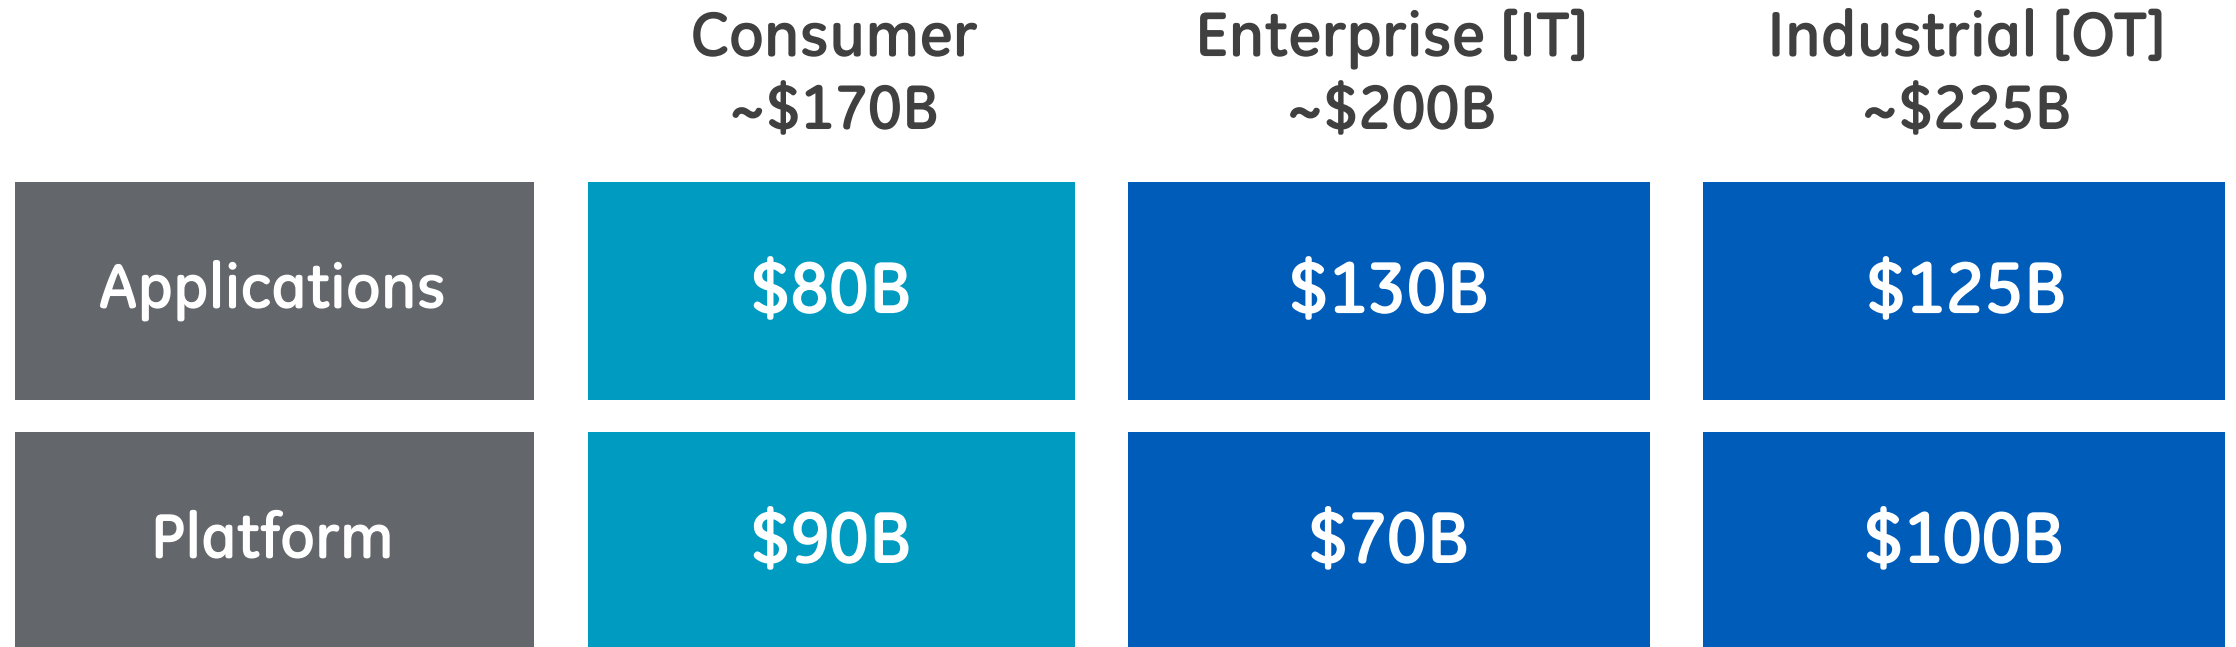 Consumer
~$170B
Enterprise [IT]
~$200B
Industrial [OT]
~$225B
Applications
$80B
$130B
$125B
Platform
$90B
$70B
$100B